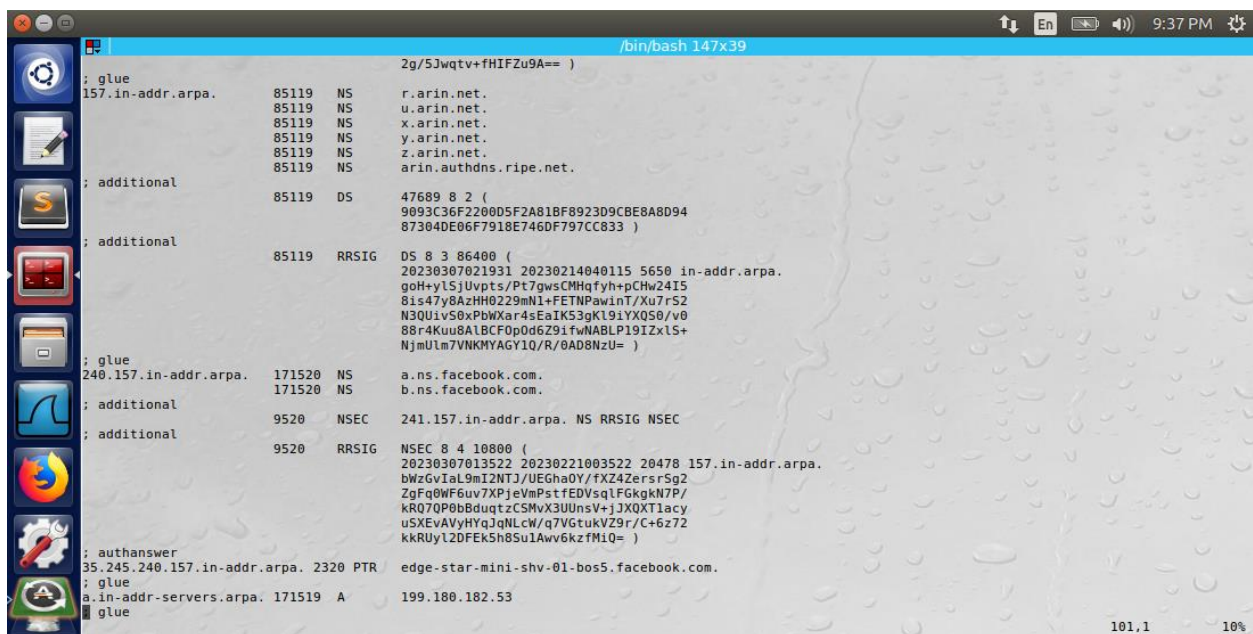 En 9:37 PM
/bin/bash 147x39
2g/5Jwqtv+fHIFZu9A== )
; glue
157.in-addr.arpa. 85119 NS r.arin.net.
85119 NS u.arin.net.
85119 NS x.arin.net.
85119 NS y.arin.net.
85119 NS z.arin.net.
85119 NS arin.authdns.ripe.net.
; additional
85119 DS 47689 8 2 (
9093C36F2200D5F2A81BF8923D9CBE8A8D94
87304DE06F7918E746DF797CC833 )
; additional
85119 RRSIG DS 8 3 86400 (
20230307021931 20230214040115 5650 in-addr.arpa.
goH+ylSjUvpts/Pt7gwsCMHqfyh+pCHw24I5
8is47y8AzHH0229mN1+FETNPawinT/Xu7rS2
N3QUivS0xPbWXar4sEaIK53gKl9iYXQS0/v0
88r4Kuu8AlBCFOpOd6Z9ifwNABLP19IZxlS+
NjmUlm7VNKMYAGY1Q/R/0AD8NzU= )
; glue
240.157.in-addr.arpa. 171520 NS a.ns.facebook.com.
171520 NS b.ns.facebook.com.
; additional
9520 NSEC 241.157.in-addr.arpa. NS RRSIG NSEC
; additional
9520 RRSIG NSEC 8 4 10800 (
20230307013522 20230221003522 20478 157.in-addr.arpa.
bWzGvIaL9mI2NTJ/UEGhaOY/fXZ4ZersrSg2
ZgFq0WF6uv7XPjeVmPstfEDVsqlFGkgkN7P/
kRQ7QP0bBduqtzCSMvX3UUnsV+jJXQXT1acy
uSXEvAVyHYqJqNLcW/q7VGtukVZ9r/C+6z72
kkRUyl2DFEk5h8Su1Awv6kzfMiQ= )
; authanswer
35.245.240.157.in-addr.arpa. 2320 PTR edge-star-mini-shv-01-bos5.facebook.com.
; glue
a.in-addr-servers.arpa. 171519 A 199.180.182.53
; glue
101,1 10%